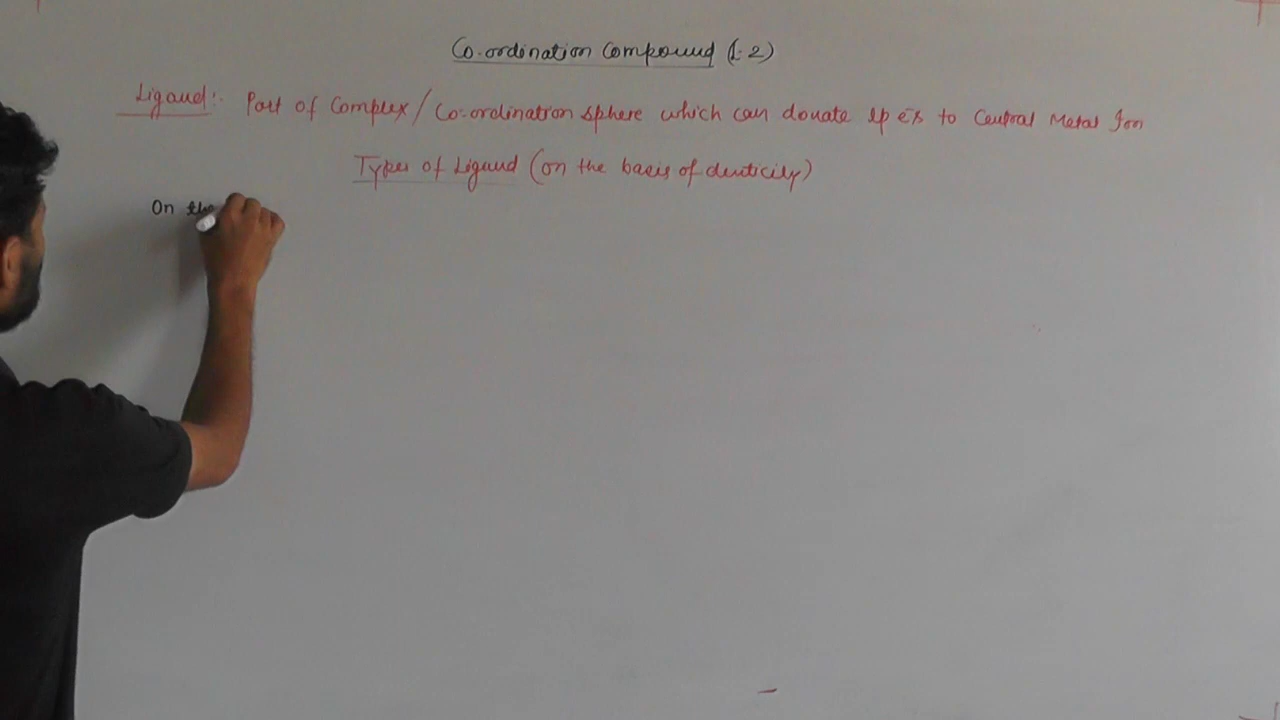 Co-ordination Compound (L-2)
Ligand:- Part of Complex/Co-ordination sphere which can donate lp e⁻s to Central Metal Ion
Types of Ligand (on the basis of denticity)
On the